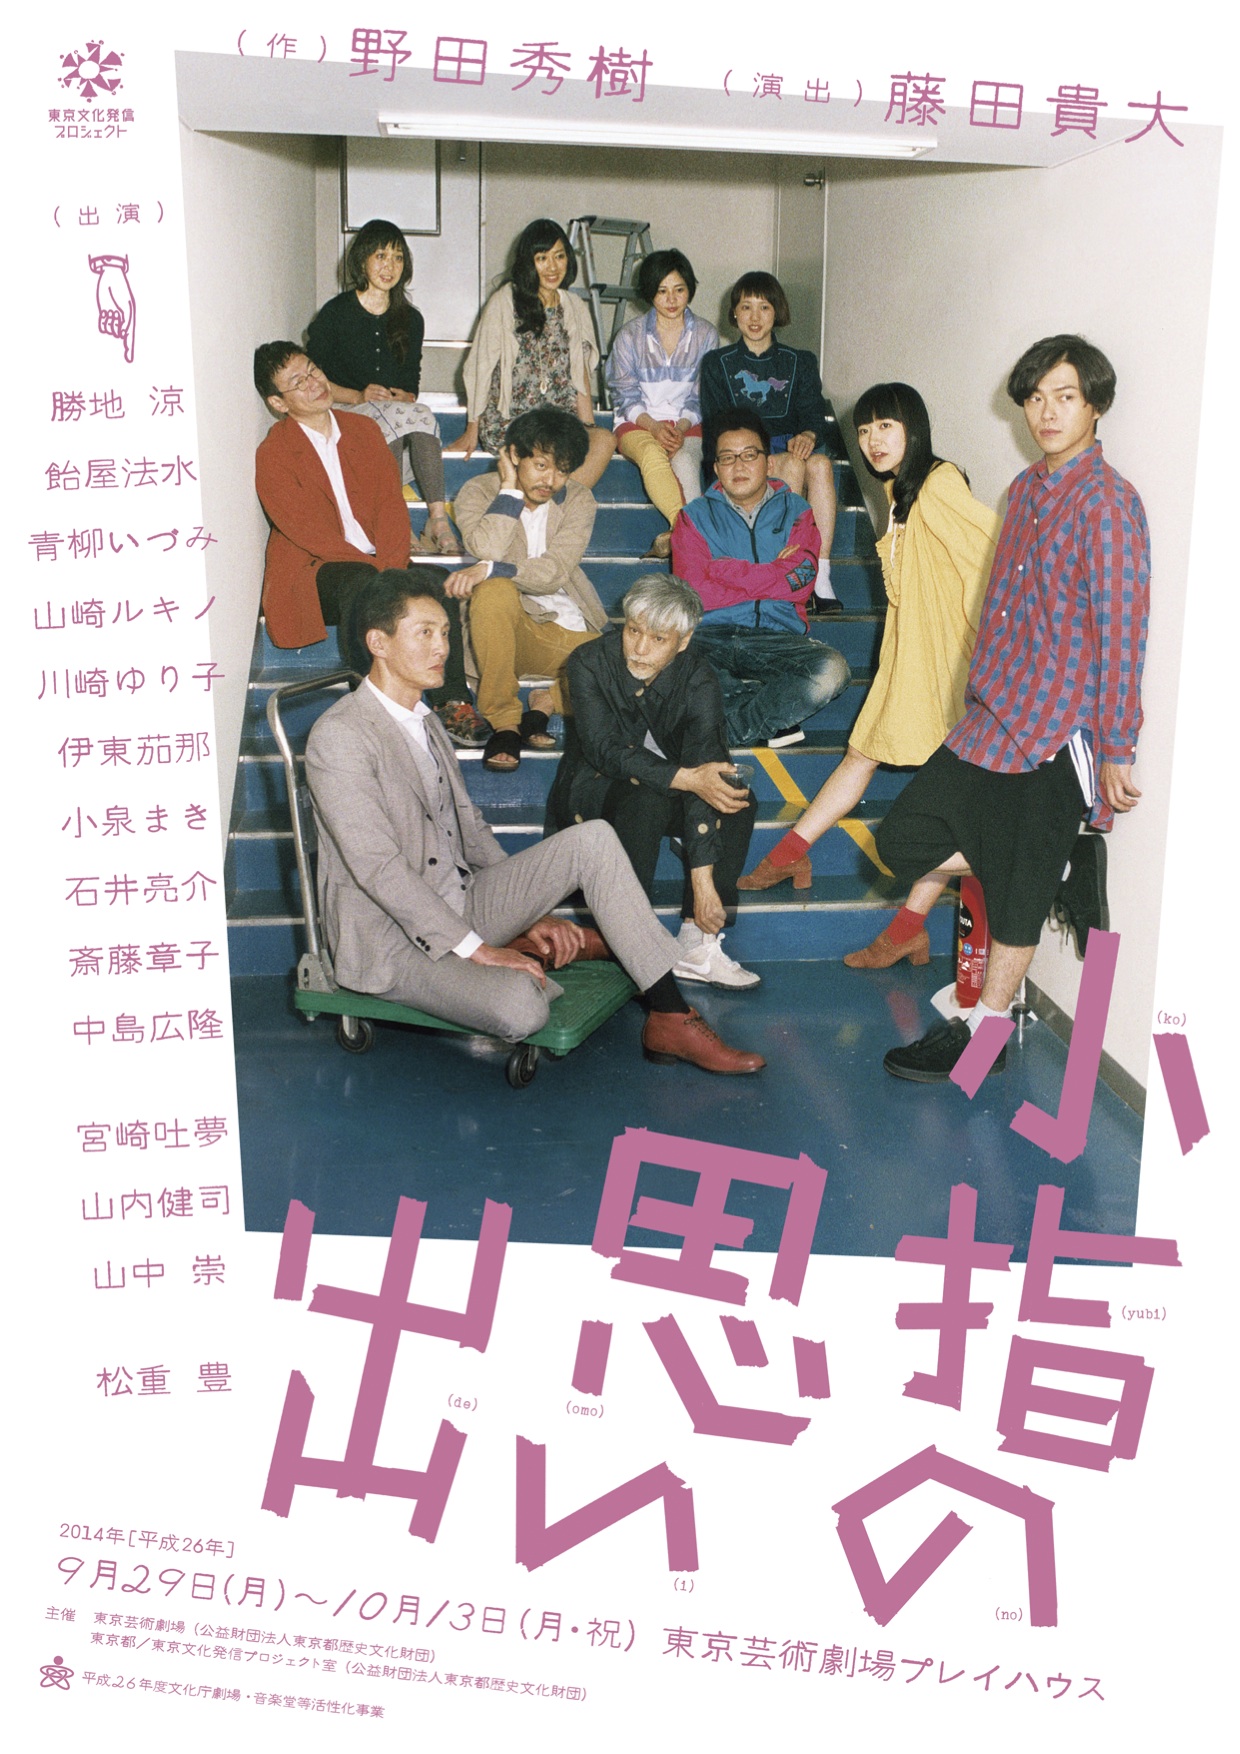 (作)野田秀樹 (演出)藤田貴大
東京文化発信
プロジェクト
(出演)
勝地 涼
飴屋法水
青柳いづみ
山崎ルキノ
川崎ゆり子
伊東茄那
小泉まき
石井亮介
斎藤章子
中島広隆
宮崎吐夢
山内健司
山中 崇
松重 豊
小指の思い出
(ko)
(yubi)
(no)
(omo)
(i)
(de)
2014年[平成26年]
9月29日(月)~10月13日(月・祝) 東京芸術劇場プレイハウス
主催 東京芸術劇場(公益財団法人東京都歴史文化財団)
東京都/東京文化発信プロジェクト室(公益財団法人東京都歴史文化財団)
平成26年度文化庁劇場・音楽堂等活性化事業